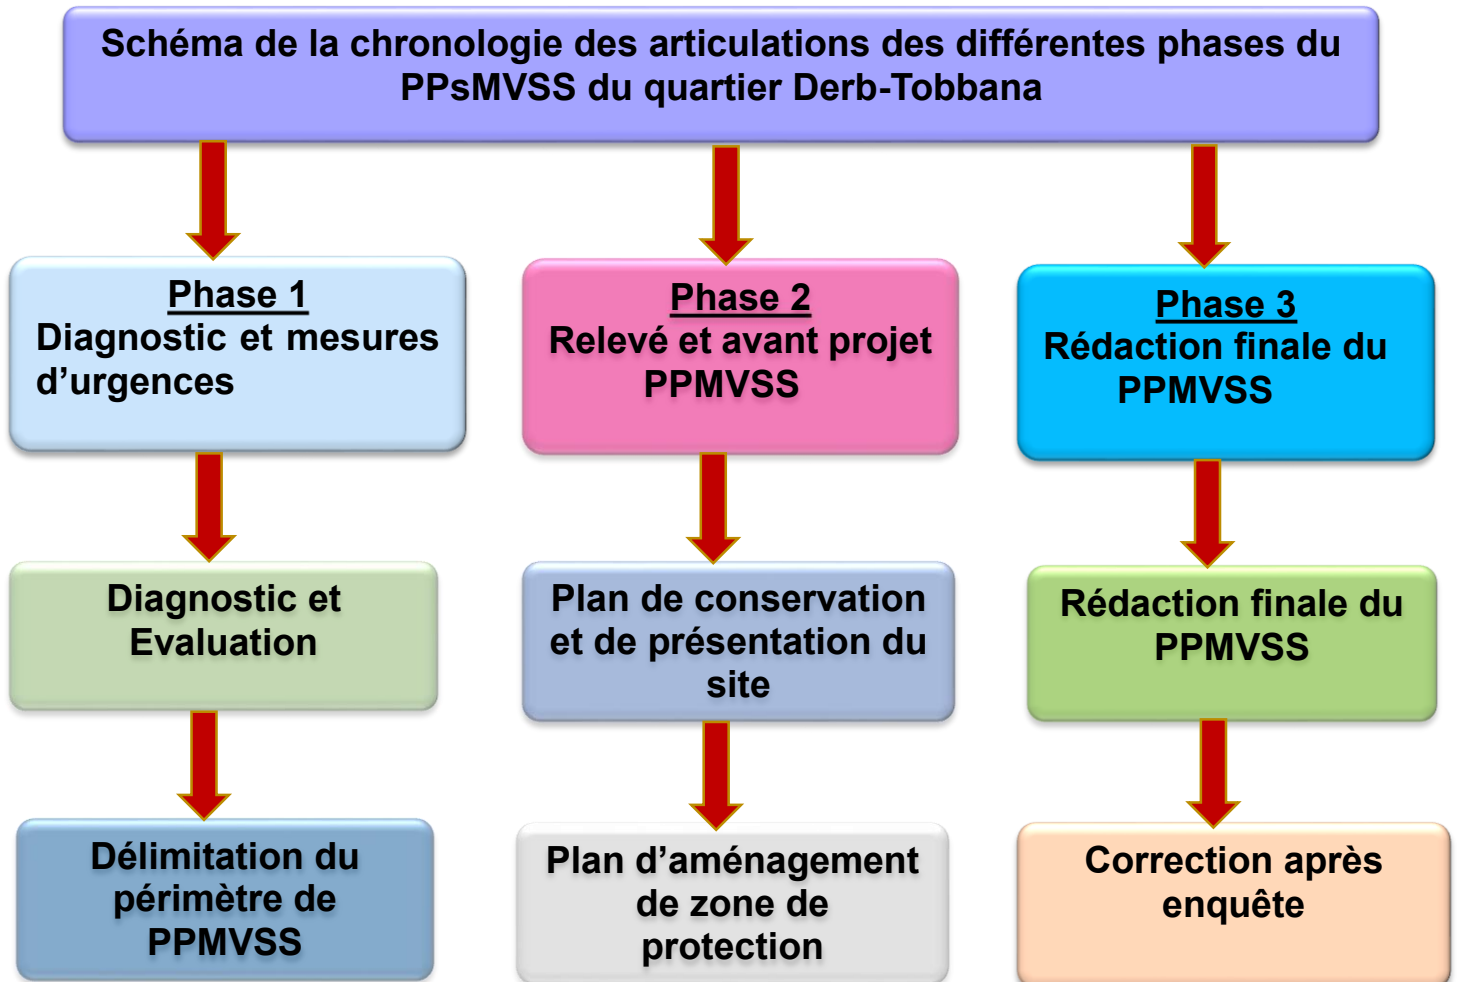 Schéma de la chronologie des articulations des différentes phases du
PPsMVSS du quartier Derb-Tobbana
Phase 1
Diagnostic et mesures
d’urgences
Phase 2
Relevé et avant projet
PPMVSS
Phase 3
Rédaction finale du
PPMVSS
Diagnostic et
Evaluation
Plan de conservation
et de présentation du
site
Rédaction finale du
PPMVSS
Délimitation du
périmètre de
PPMVSS
Plan d’aménagement
de zone de
protection
Correction après
enquête